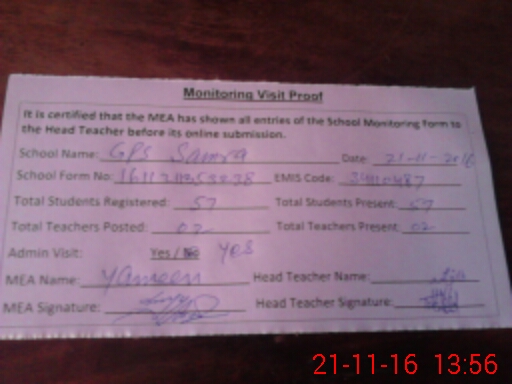 Monitoring Visit Proof
It is certified that the MEA has shown all entries of the School Monitoring Form to
the Head Teacher before its online submission.
School Name: GPS Date: 21-11-2016
School Form No: EMIS Code:
Total Students Registered: 57 Total Students Present: 57
Total Teachers Posted: 02 Total Teachers Present: 02
Admin Visit: Yes / No Yes
MEA Name: Yameen Head Teacher Name:
MEA Signature: Head Teacher Signature:
21-11-16 13:56